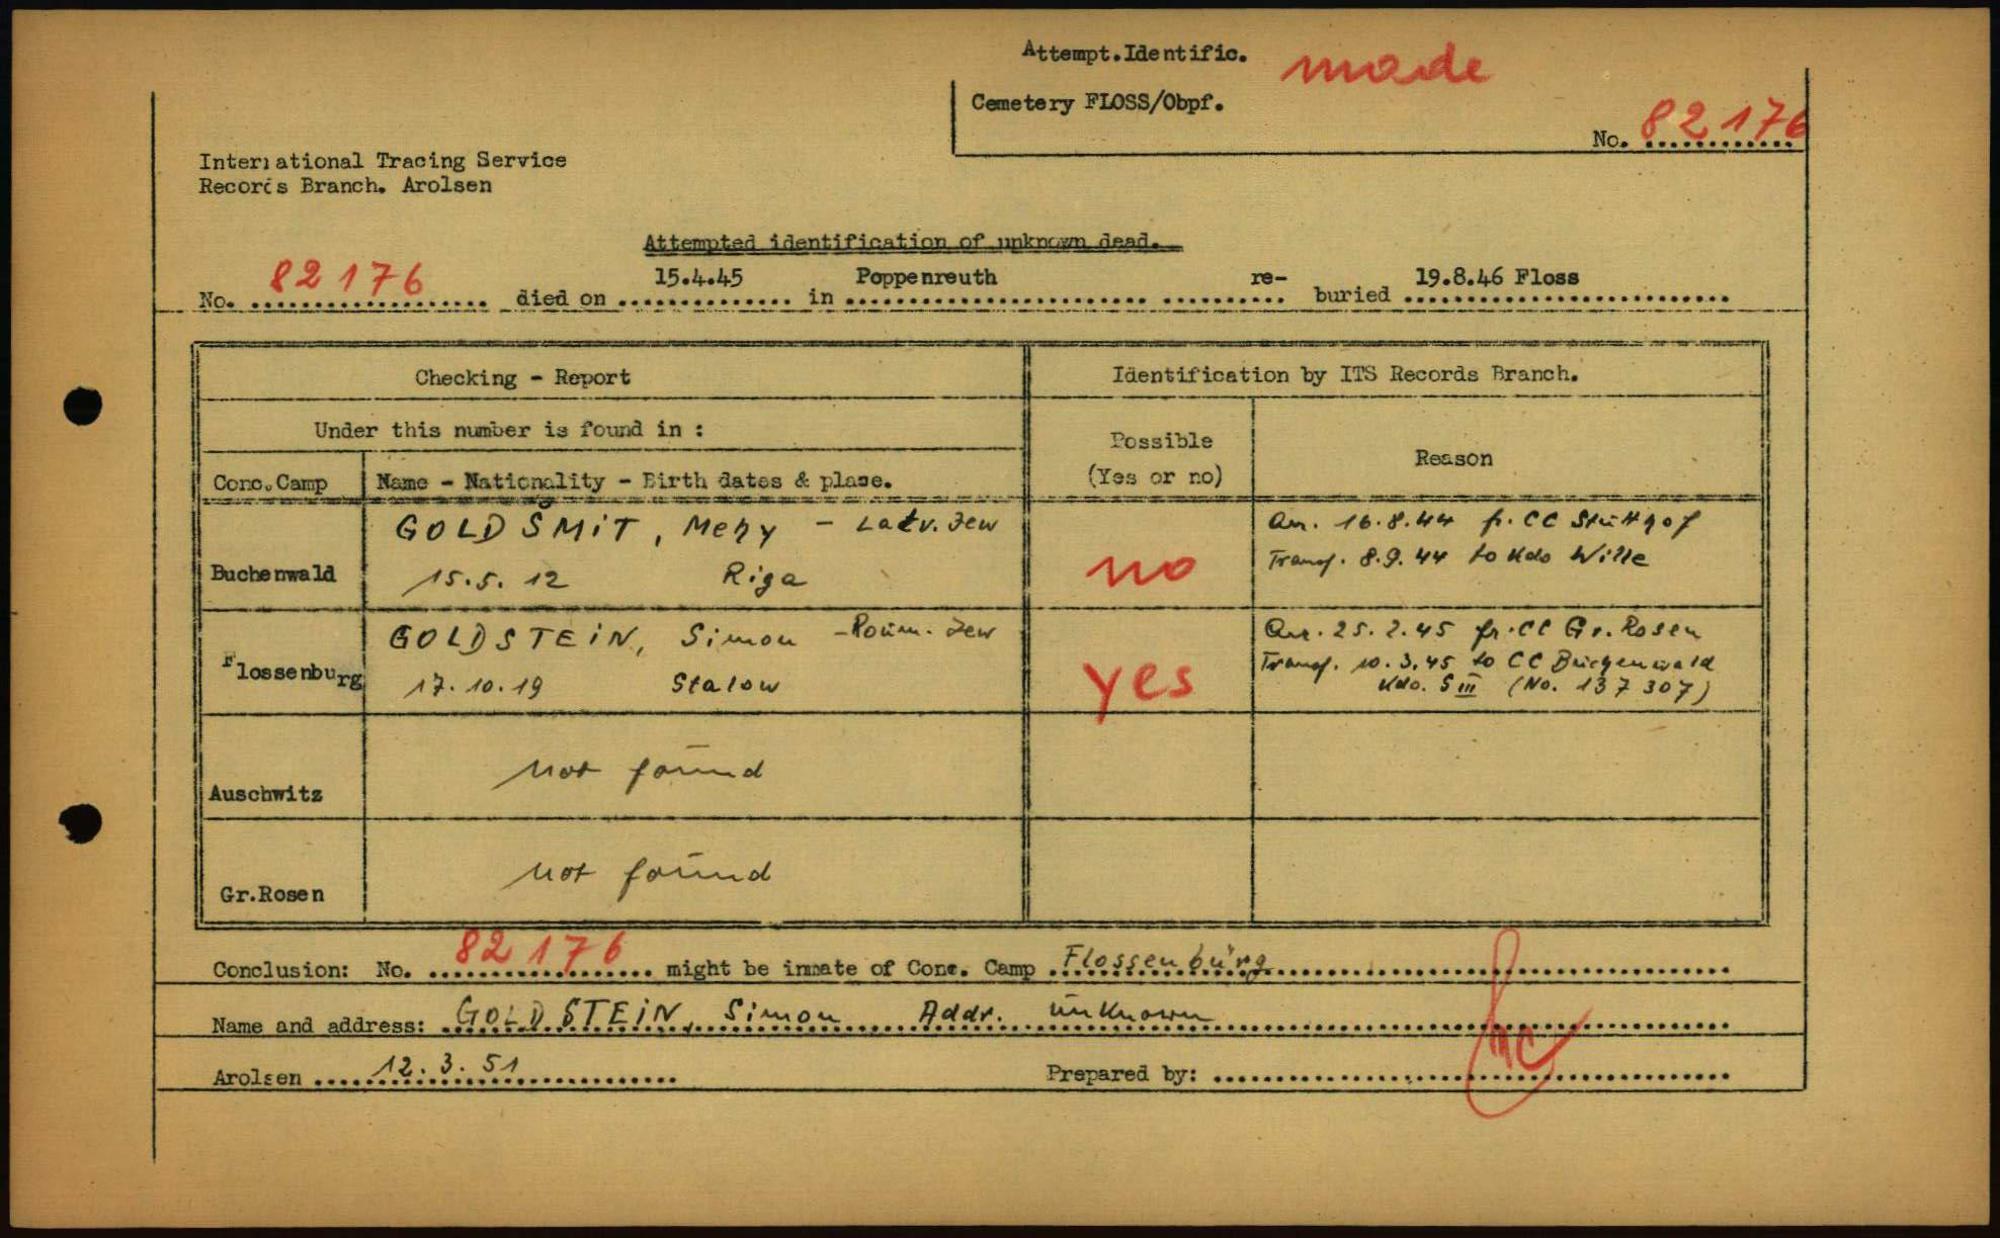 Attempt.Identific. made
Cemetery FLOSS/Obpf.
No. 82176
International Tracing Service
Records Branch. Arolsen
Attempted identification of unknown dead.
No. 82176 died on 15.4.45 in Poppenreuth re-buried 19.8.46 Floss
Checking - Report
Identification by ITS Records Branch.
Under this number is found in :
Possible
(Yes or no)
Reason
Conc.Camp
Name - Nationality - Birth dates & place.
Buchenwald
GOLDSMIT, Mehy - Latv. Jew
15.5.12 Riga
no
Arr. 16.8.44 fr. CC Stutthof
Transf. 8.9.44 to Kdo Wille
Flossenburg
GOLDSTEIN, Simon - Roum. Jew
17.10.19 Stalow
yes
Arr. 25.2.45 fr. CC Gr. Rosen
Transf. 10.3.45 to CC Buchenwald
Kdo. S III (No. 137 307)
Auschwitz
not found
Gr.Rosen
not found
Conclusion: No. 82176 might be inmate of Conc. Camp Flossenbürg
Name and address: GOLDSTEIN, Simon Addr. unknown
Arolsen 12.3.51
Prepared by: